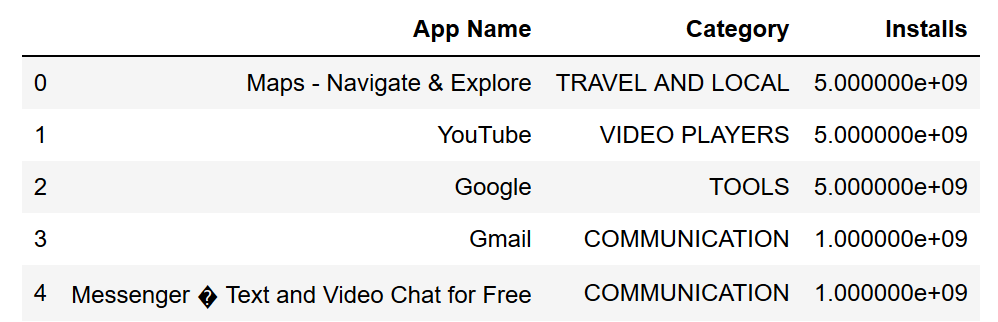 App Name Category Installs
0 Maps - Navigate & Explore TRAVEL AND LOCAL 5.000000e+09
1 YouTube VIDEO PLAYERS 5.000000e+09
2 Google TOOLS 5.000000e+09
3 Gmail COMMUNICATION 1.000000e+09
4 Messenger � Text and Video Chat for Free COMMUNICATION 1.000000e+09